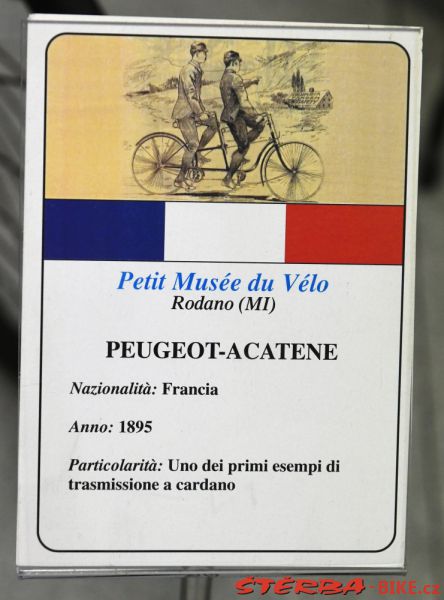 Petit Musée du Vélo
Rodano (MI)
PEUGEOT-ACATENE
Nazionalità: Francia
Anno: 1895
Particolarità: Uno dei primi esempi di
trasmissione a cardano
ŠTĚRBA-BIKE.cz